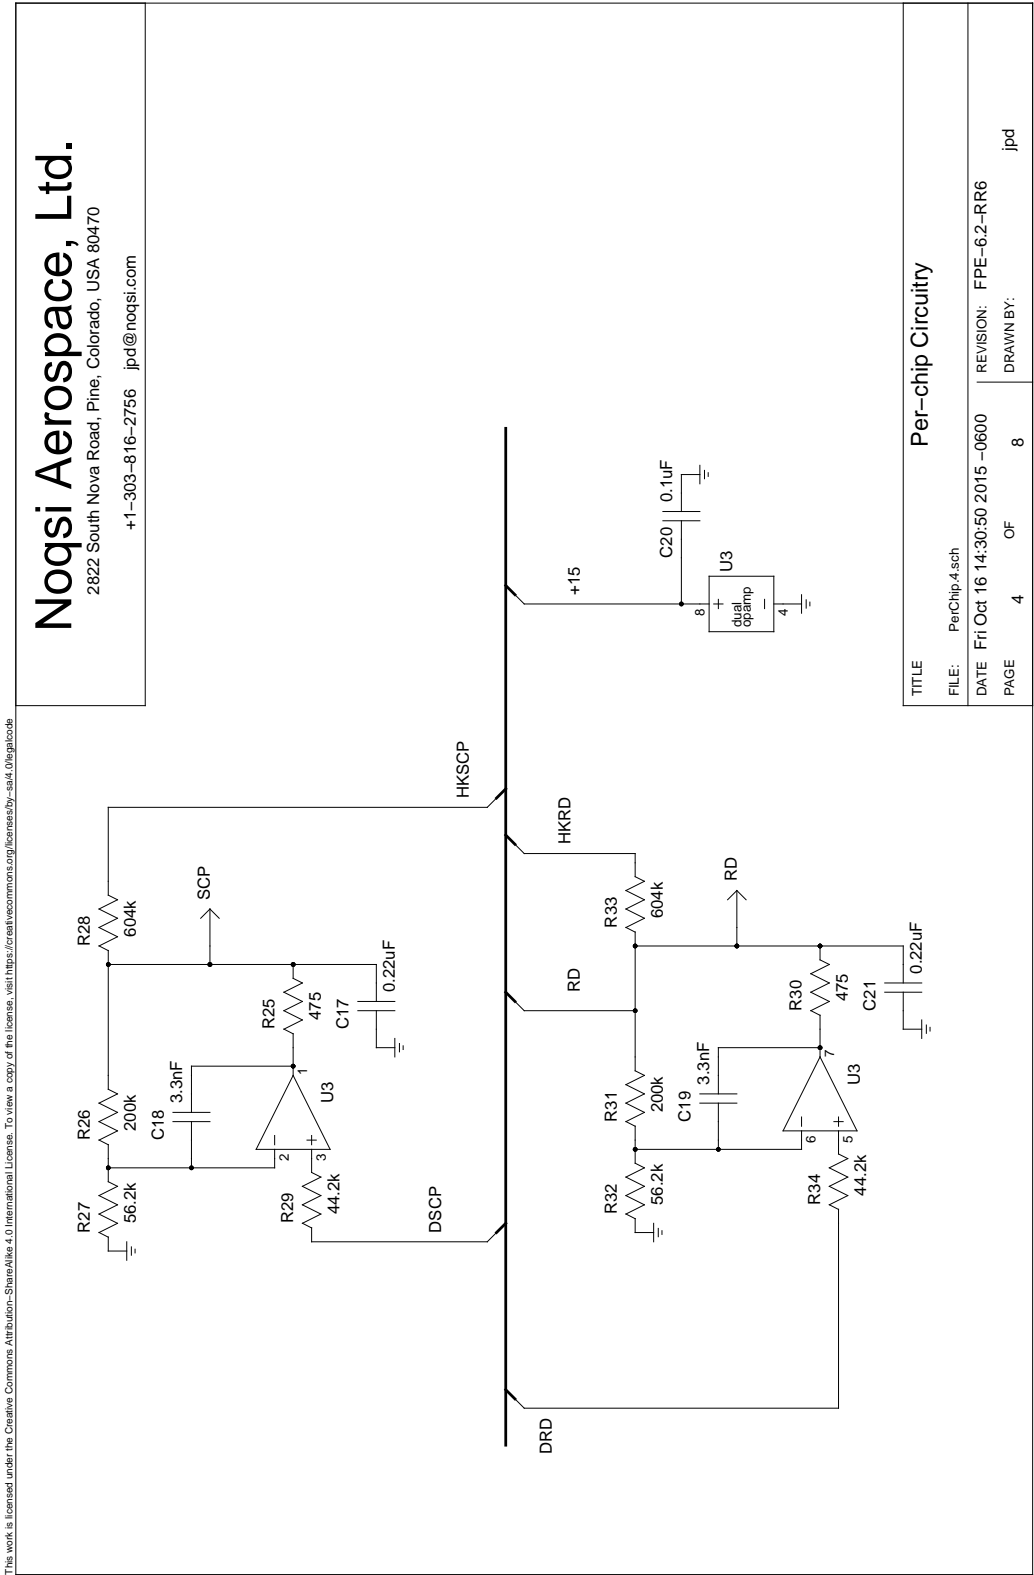 This work is licensed under the Creative Commons Attribution−ShareAlike 4.0 International License. To view a copy of the license, visit https://creativecommons.org/licenses/by−sa/4.0/legalcode
Noqsi Aerospace, Ltd.
2822 South Nova Road, Pine, Colorado, USA 80470
+1−303−816−2756 jpd@noqsi.com
R27
56.2k
R26
200k
R28
604k
C18
3.3nF
SCP
R25
475
2
3
1
U3
R29
44.2k
C17
0.22uF
DSCP
HKSCP
DRD
RD
HKRD
+15
R32
56.2k
R31
200k
R33
604k
C19
3.3nF
RD
R30
475
6
5
7
U3
R34
44.2k
C21
0.22uF
C20
0.1uF
U3
8
+
dual
opamp
−
4
TITLE
Per−chip Circuitry
FILE: PerChip.4.sch
REVISION: FPE−6.2−RR6
DATE Fri Oct 16 14:30:50 2015 −0600
PAGE 4 OF 8
DRAWN BY: jpd